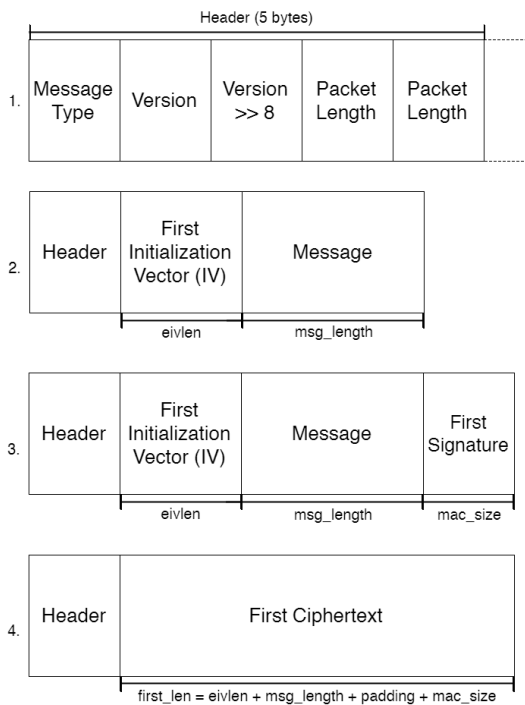 Header (5 bytes)
1.
Message
Type
Version
Version
>> 8
Packet
Length
Packet
Length
2.
Header
First
Initialization
Vector (IV)
Message
eivlen
msg_length
3.
Header
First
Initialization
Vector (IV)
Message
First
Signature
eivlen
msg_length
mac_size
4.
Header
First Ciphertext
first_len = eivlen + msg_length + padding + mac_size